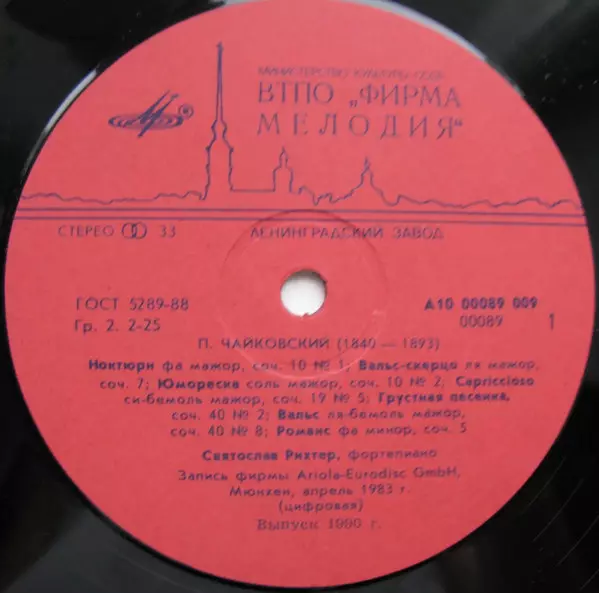 МИНИСТЕРСТВО КУЛЬТУРЫ СССР
ВТПО „ФИРМА
МЕЛОДИЯ“
СТЕРЕО 33
ЛЕНИНГРАДСКИЙ ЗАВОД
ГОСТ 5289-88
А10 00089 009
Гр. 2. 2-25
00089
1
П. ЧАЙКОВСКИЙ (1840 — 1893)
Ноктюрн фа мажор, соч. 10 № 1; Вальс-скерцо ля мажор,
соч. 7; Юмореска соль мажор, соч. 10 № 2; Capriccioso
си-бемоль мажор, соч. 19 № 5; Грустная песенка,
соч. 40 № 2; Вальс ля-бемоль мажор,
соч. 40 № 8; Романс фа минор, соч. 5
Святослав Рихтер, фортепиано
Запись фирмы Ariola-Eurodisc GmbH,
Мюнхен, апрель 1983 г.
(цифровая)
Выпуск 1990 г.